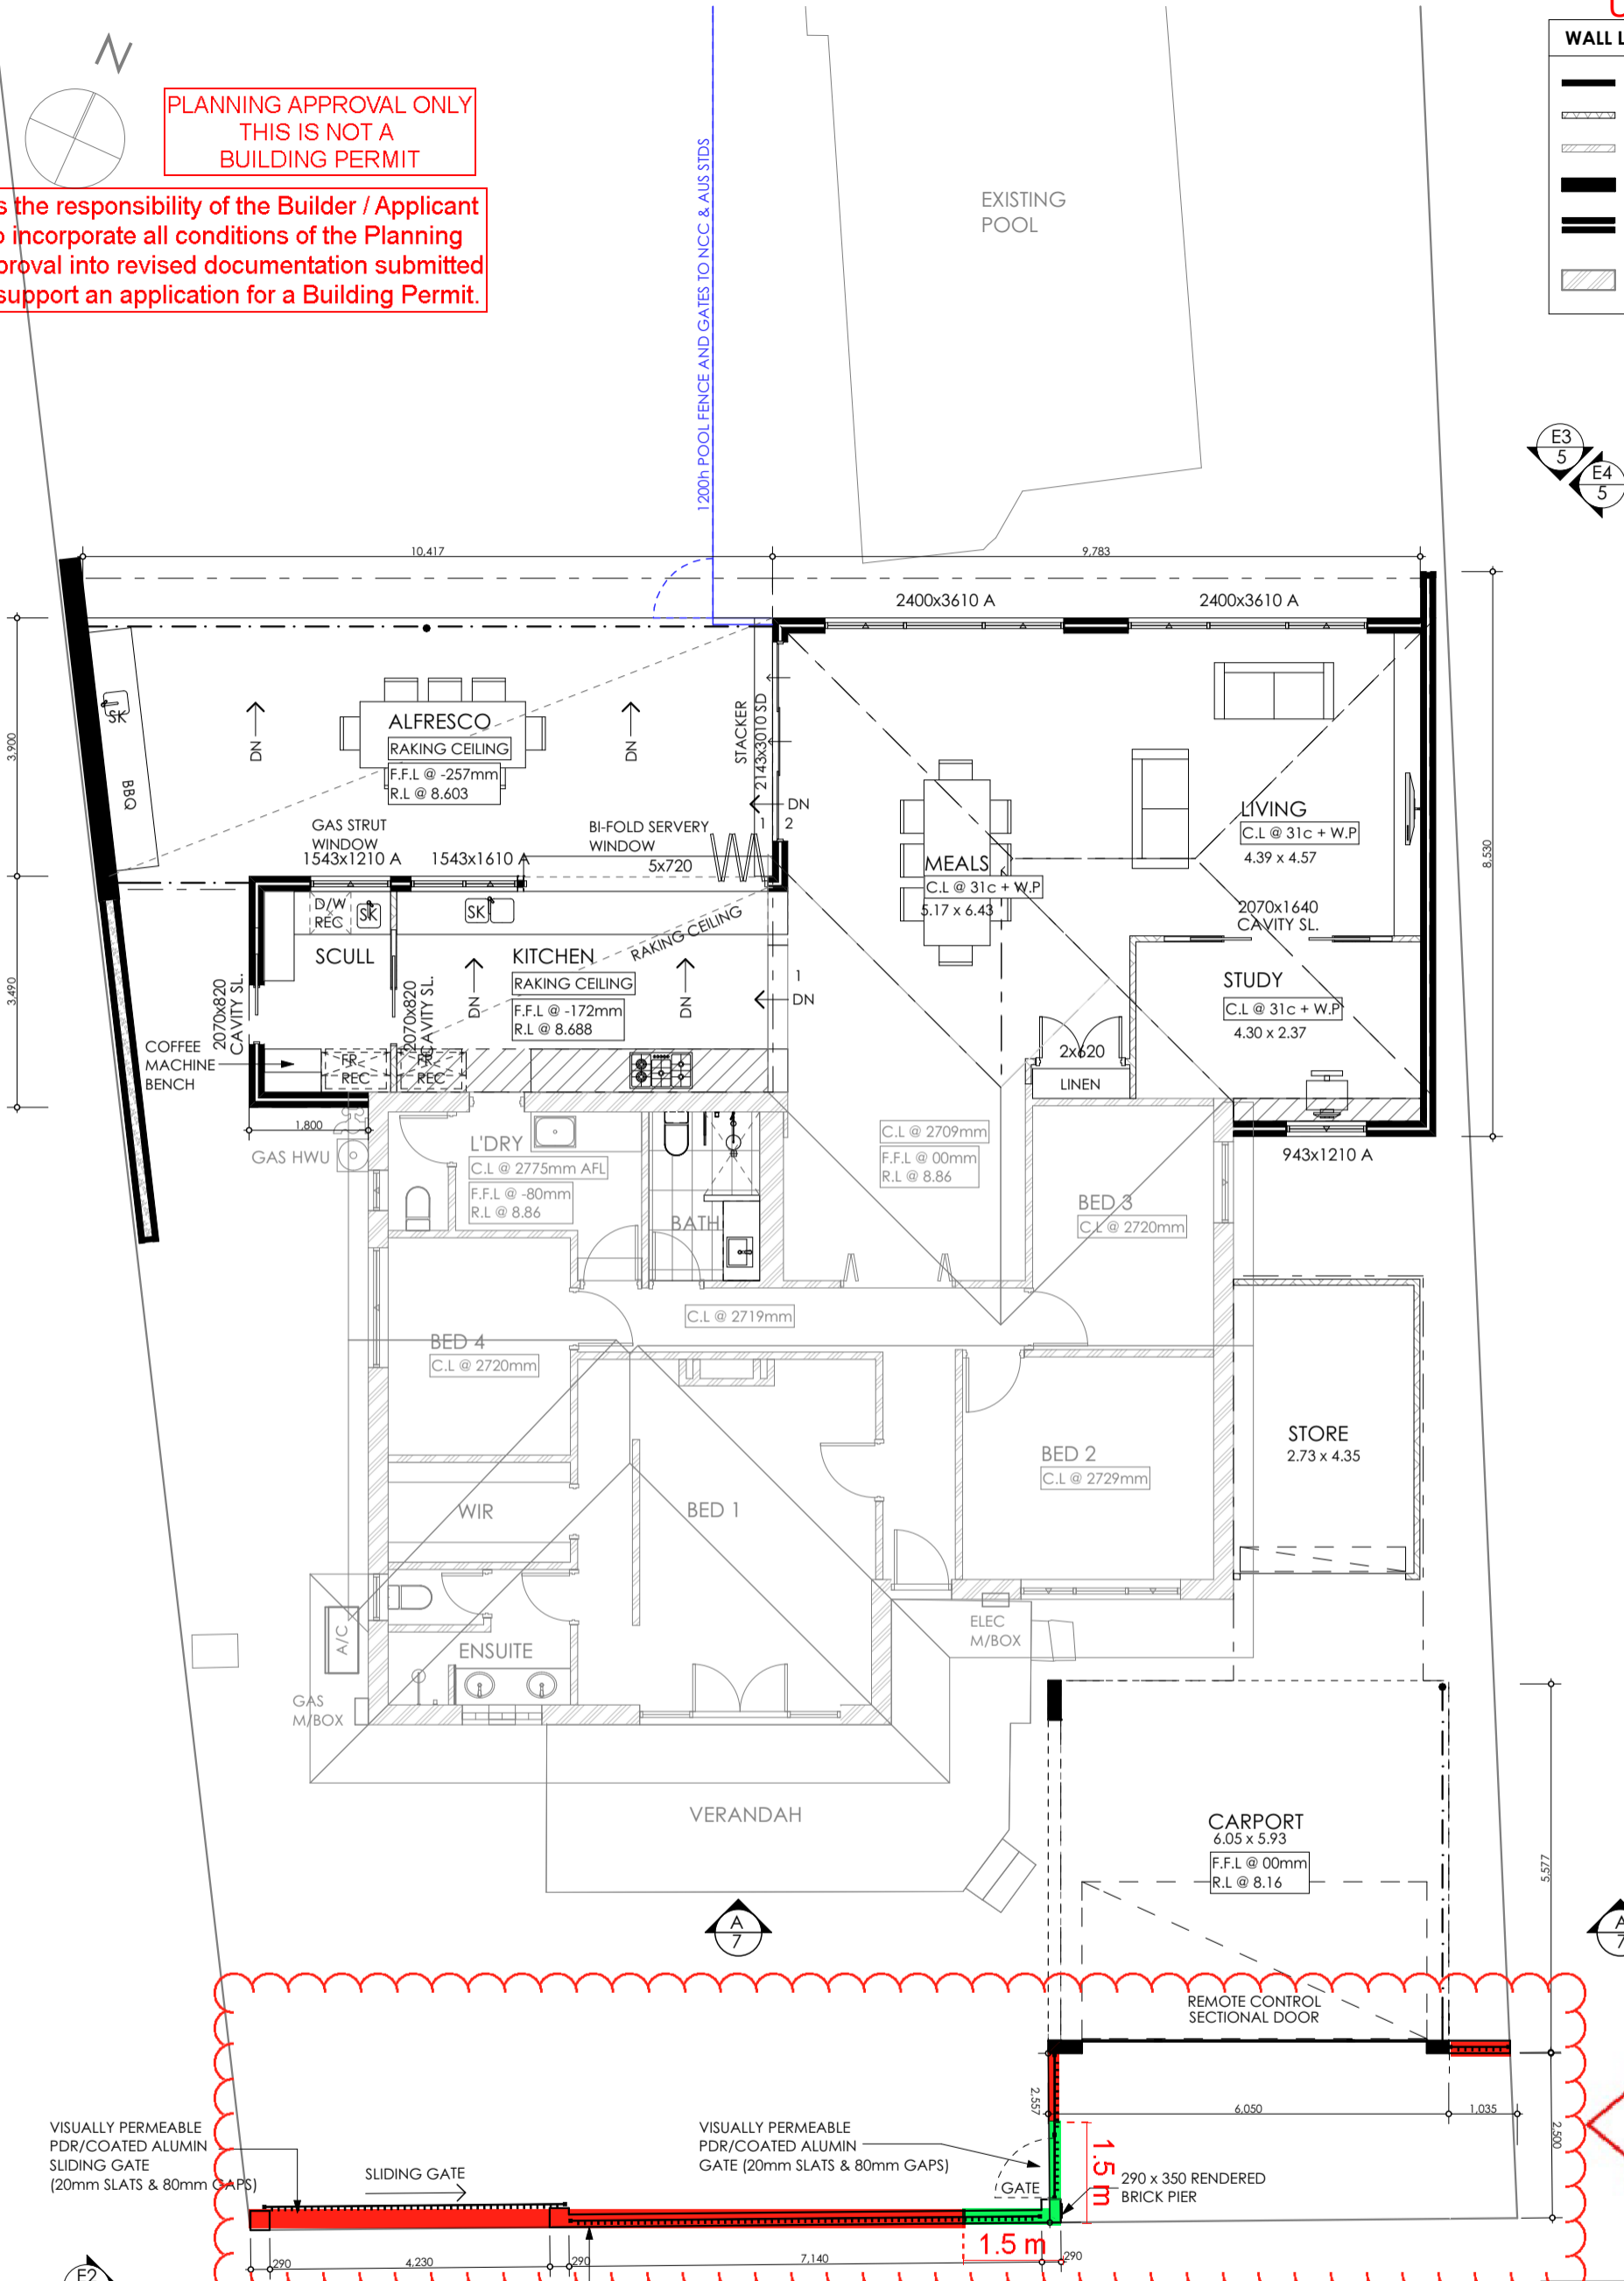 U
WALL L
N
PLANNING APPROVAL ONLY
THIS IS NOT A
BUILDING PERMIT
s the responsibility of the Builder / Applicant
o incorporate all conditions of the Planning
proval into revised documentation submitted
support an application for a Building Permit.
1200h POOL FENCE AND GATES TO NCC & AUS STDS
EXISTING
POOL
E3
5
E4
5
10,417
9,783
2400x3610 A
2400x3610 A
3,900
3,490
8,530
SK
BBQ
DN
ALFRESCO
RAKING CEILING
F.F.L @ -257mm
R.L @ 8.603
DN
STACKER
2143x3010 SD
DN
1
2
GAS STRUT
WINDOW
1543x1210 A
1543x1610 A
BI-FOLD SERVERY
WINDOW
5x720
MEALS
C.L @ 31c + W.P
5.17 x 6.43
LIVING
C.L @ 31c + W.P
4.39 x 4.57
2070x1640
CAVITY SL.
STUDY
C.L @ 31c + W.P
4.30 x 2.37
D/W
REC
SK
SK
SCULL
KITCHEN
RAKING CEILING
RAKING CEILING
F.F.L @ -172mm
R.L @ 8.688
DN
DN
1
DN
2070x820
CAVITY SL.
2070x820
CAVITY SL.
COFFEE
MACHINE
BENCH
FR
REC
FR
REC
2x620
LINEN
1,800
GAS HWU
L'DRY
C.L @ 2775mm AFL
F.F.L @ -80mm
R.L @ 8.86
BATH
C.L @ 2709mm
F.F.L @ 00mm
R.L @ 8.86
BED 3
C.L @ 2720mm
943x1210 A
C.L @ 2719mm
BED 4
C.L @ 2720mm
STORE
2.73 x 4.35
BED 2
C.L @ 2729mm
WIR
BED 1
A/C
ENSUITE
ELEC
M/BOX
GAS
M/BOX
VERANDAH
CARPORT
6.05 x 5.93
F.F.L @ 00mm
R.L @ 8.16
5,577
A
7
A
7
REMOTE CONTROL
SECTIONAL DOOR
2,557
6,050
1,035
2,500
VISUALLY PERMEABLE
PDR/COATED ALUMIN
SLIDING GATE
(20mm SLATS & 80mm GAPS)
SLIDING GATE
VISUALLY PERMEABLE
PDR/COATED ALUMIN
GATE (20mm SLATS & 80mm GAPS)
GATE
1.5 m
290 x 350 RENDERED
BRICK PIER
1.5 m
290
4,230
290
7,140
290
E2